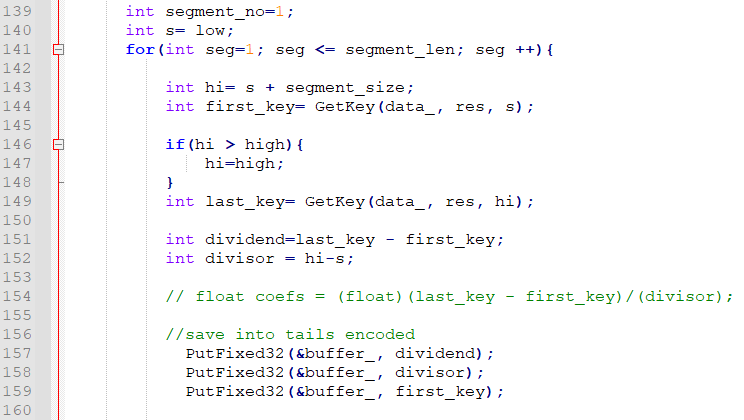 139 int segment_no=1;
140 int s= low;
141 for(int seg=1; seg <= segment_len; seg ++){
142
143 int hi= s + segment_size;
144 int first_key= GetKey(data_, res, s);
145
146 if(hi > high){
147 hi=high;
148 }
149 int last_key= GetKey(data_, res, hi);
150
151 int dividend=last_key - first_key;
152 int divisor = hi-s;
153
154 // float coefs = (float)(last_key - first_key)/(divisor);
155
156 //save into tails encoded
157 PutFixed32(&buffer_, dividend);
158 PutFixed32(&buffer_, divisor);
159 PutFixed32(&buffer_, first_key);
160